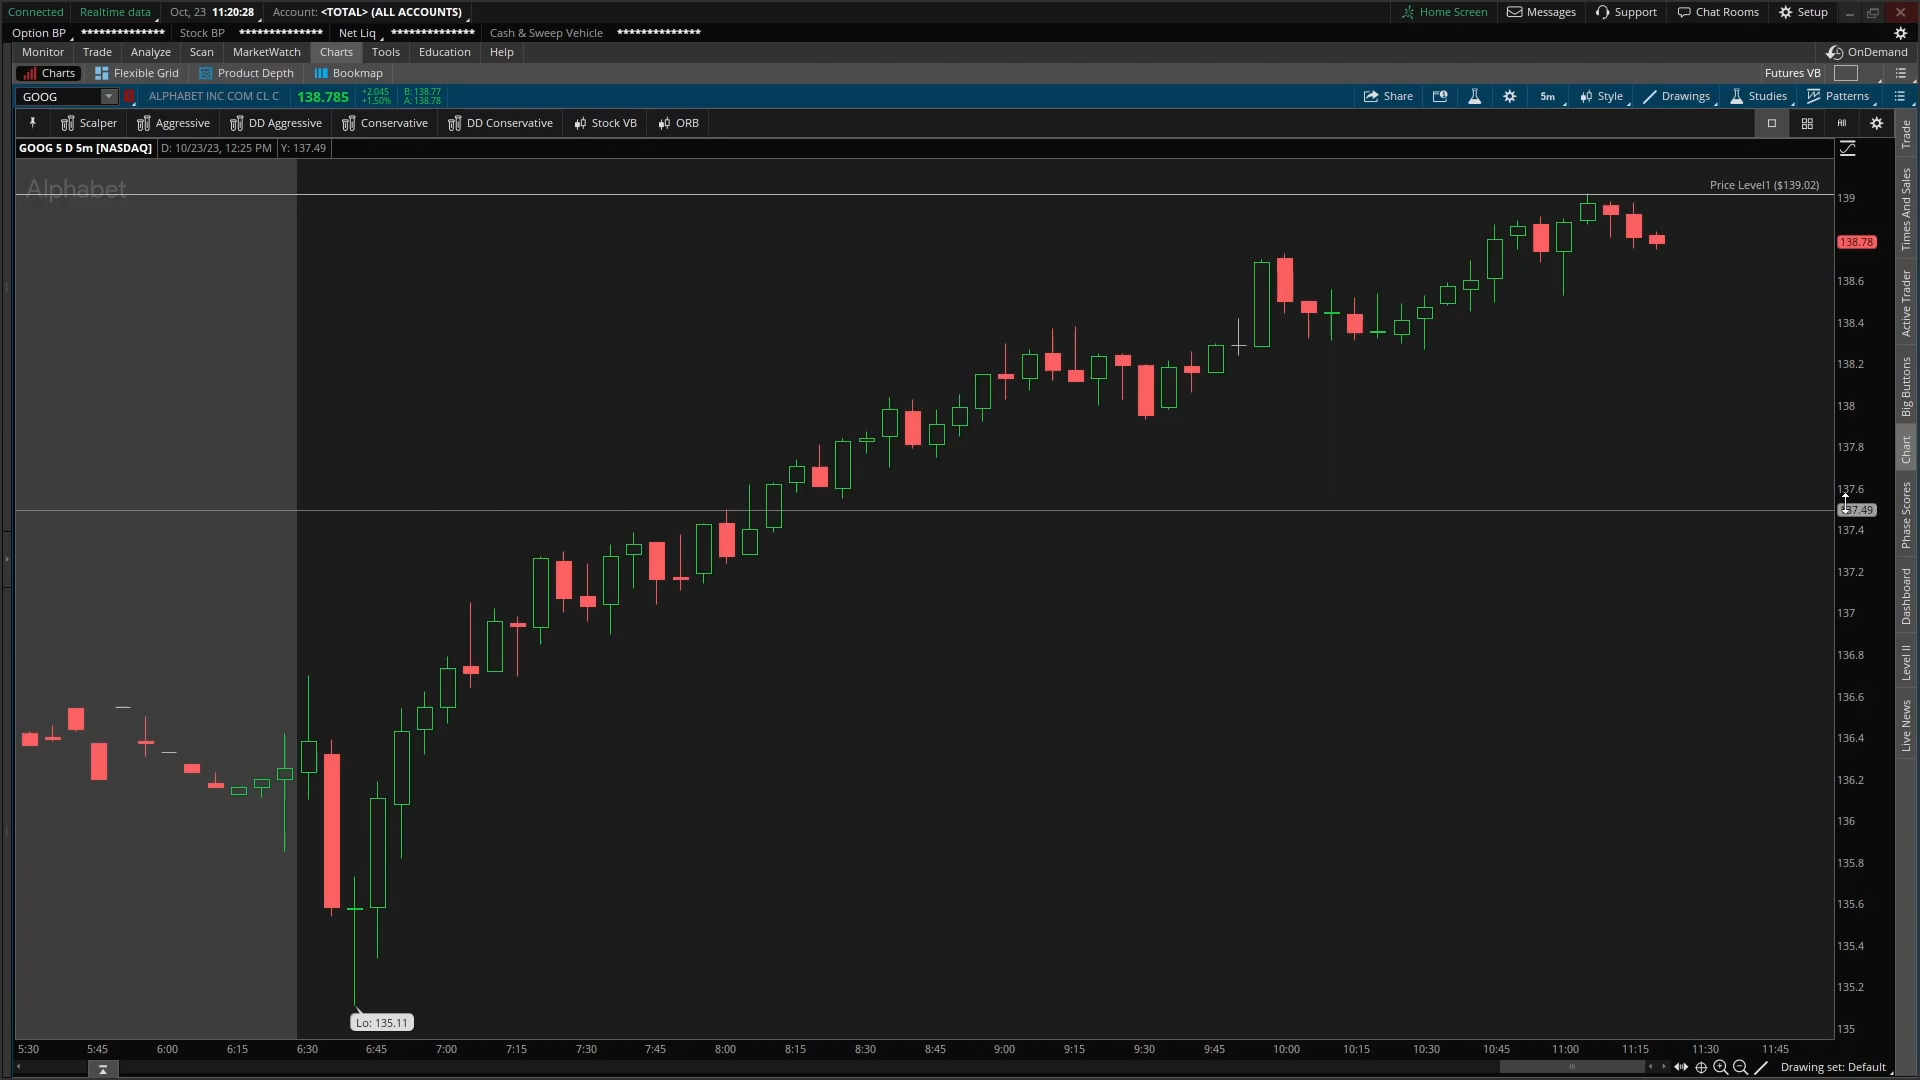 Connected Realtime data Oct, 23 11:20:28 Account: <TOTAL> (ALL ACCOUNTS) Home Screen Messages Support Chat Rooms Setup
Option BP ************** Stock BP ************** Net Liq ************** Cash & Sweep Vehicle **************
Monitor Trade Analyze Scan MarketWatch Charts Tools Education Help OnDemand
Charts Flexible Grid Product Depth Bookmap Futures VB
GOOG ALPHABET INC COM CL C 138.785 +2.045 +1.50% B: 138.77 A: 138.78 Share 5m Style Drawings Studies Patterns
Scalper Aggressive DD Aggressive Conservative DD Conservative Stock VB ORB All
GOOG 5 D 5m [NASDAQ] D: 10/23/23, 12:25 PM Y: 137.49
Alphabet
Price Level1 ($139.02)
139
138.78
138.6
138.4
138.2
138
137.8
137.6
137.49
137.4
137.2
137
136.8
136.6
136.4
136.2
136
135.8
135.6
135.4
135.2
135
Lo: 135.11
5:30 5:45 6:00 6:15 6:30 6:45 7:00 7:15 7:30 7:45 8:00 8:15 8:30 8:45 9:00 9:15 9:30 9:45 10:00 10:15 10:30 10:45 11:00 11:15 11:30 11:45
Drawing set: Default
Trade
Times And Sales
Active Trader
Big Buttons
Chart
Phase Scores
Dashboard
Level II
Live News